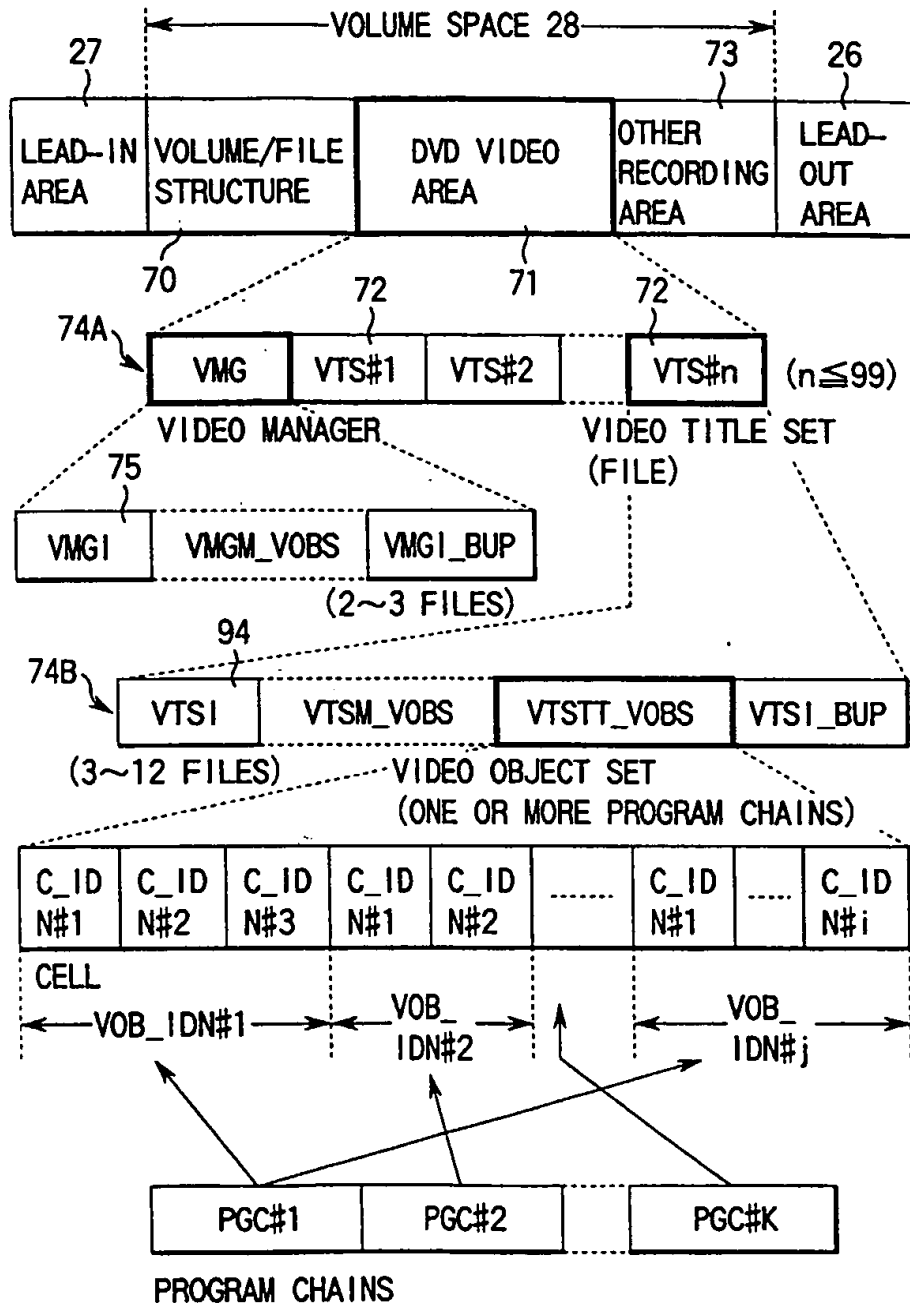 VOLUME SPACE 28
27
73
26
LEAD-IN AREA
VOLUME/FILE STRUCTURE
DVD VIDEO AREA
OTHER RECORDING AREA
LEAD-OUT AREA
70
71
72
72
74A
VMG
VTS#1
VTS#2
VTS#n
(n≦99)
VIDEO MANAGER
VIDEO TITLE SET
(FILE)
75
VMGI
VMGM_VOBS
VMGI_BUP
(2~3 FILES)
94
74B
VTSI
VTSM_VOBS
VTSTT_VOBS
VTSI_BUP
(3~12 FILES)
VIDEO OBJECT SET
(ONE OR MORE PROGRAM CHAINS)
C_ID N#1
C_ID N#2
C_ID N#3
C_ID N#1
C_ID N#2
C_ID N#1
C_ID N#i
CELL
VOB_IDN#1
VOB_IDN#2
VOB_IDN#j
PGC#1
PGC#2
PGC#K
PROGRAM CHAINS